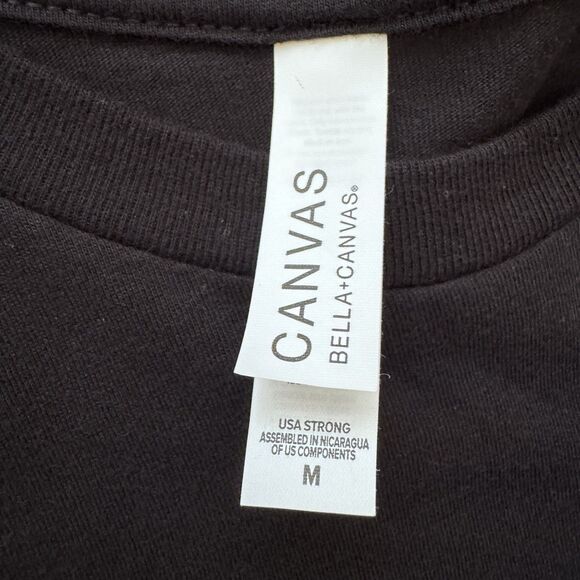 CANVAS
BELLA+CANVAS®
USA STRONG
ASSEMBLED IN NICARAGUA
OF US COMPONENTS
M